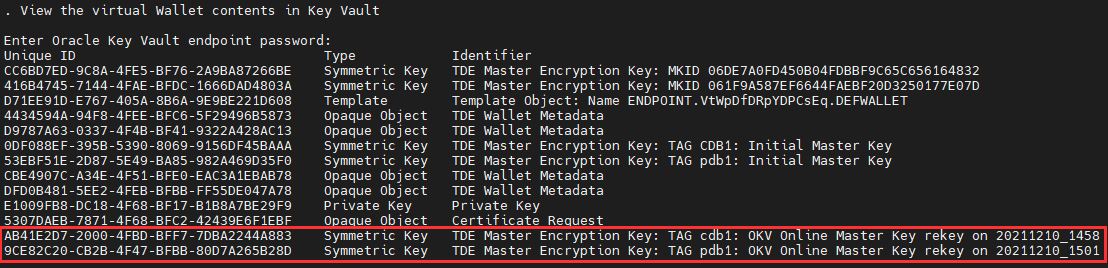 . View the virtual Wallet contents in Key Vault
Enter Oracle Key Vault endpoint password:
Unique ID Type Identifier
CC6BD7ED-9C8A-4FE5-BF76-2A9BA87266BE Symmetric Key TDE Master Encryption Key: MKID 06DE7A0FD450B04FDBBF9C65C656164832
416B4745-7144-4FAE-BFDC-1666DAD4803A Symmetric Key TDE Master Encryption Key: MKID 061F9A587EF6644FAEBF20D3250177E07D
D71EE91D-E767-405A-8B6A-9E9BE221D608 Template Template Object: Name ENDPOINT.VtWpDfDRpYDPCsEq.DEFWALLET
4434594A-94F8-4FEE-BFC6-5F29496B5873 Opaque Object TDE Wallet Metadata
D9787A63-0337-4F4B-BF41-9322A428AC13 Opaque Object TDE Wallet Metadata
0DF088EF-395B-5390-8069-9156DF45BAAA Symmetric Key TDE Master Encryption Key: TAG CDB1: Initial Master Key
53EBF51E-2D87-5E49-BA85-982A469D35F0 Symmetric Key TDE Master Encryption Key: TAG pdb1: Initial Master Key
CBE4907C-A34E-4F51-BFE0-EAC3A1EBAB78 Opaque Object TDE Wallet Metadata
DFD0B481-5EE2-4FEB-BFBB-FF55DE047A78 Opaque Object TDE Wallet Metadata
E1009FB8-DC18-4F68-BF17-B1B8A7BE29F9 Private Key Private Key
5307DAEB-7871-4F68-BFC2-42439E6F1EBF Opaque Object Certificate Request
AB41E2D7-2000-4FBD-BFF7-7DBA2244A883 Symmetric Key TDE Master Encryption Key: TAG cdb1: OKV Online Master Key rekey on 20211210_1458
9CE82C20-CB2B-4F47-BFBB-80D7A265B28D Symmetric Key TDE Master Encryption Key: TAG pdb1: OKV Online Master Key rekey on 20211210_1501